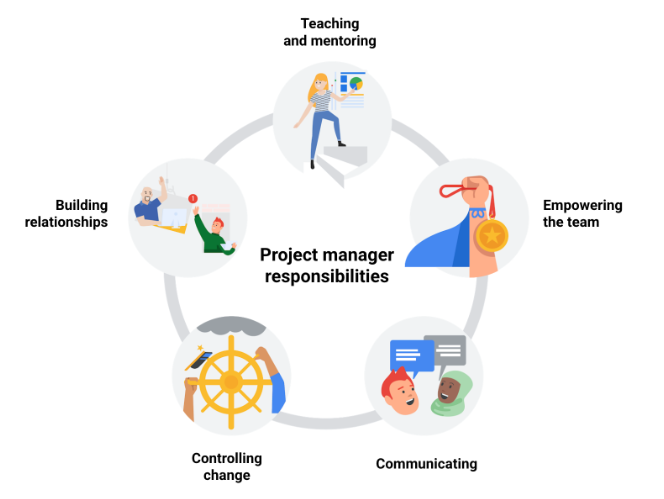 Teaching
and mentoring
Building
relationships
Empowering
the team
Project manager
responsibilities
Controlling
change
Communicating